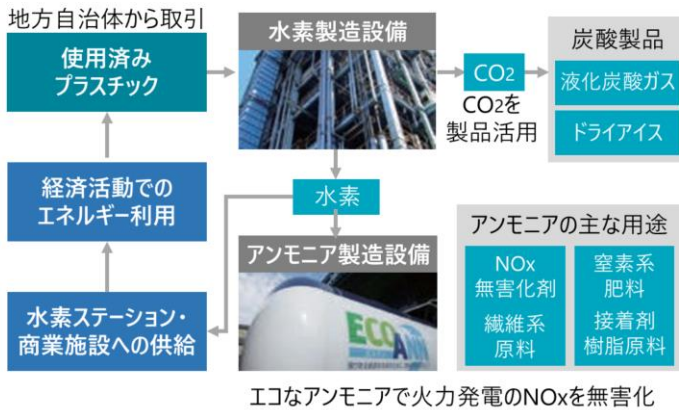 地方自治体から取引
使用済み
プラスチック
水素製造設備
CO2
CO2を
製品活用
炭酸製品
液化炭酸ガス
ドライアイス
経済活動での
エネルギー利用
水素
アンモニア製造設備
水素ステーション・
商業施設への供給
ECO
ANN
アンモニアの主な用途
NOx
無害化剤
窒素系
肥料
繊維系
原料
接着剤
樹脂原料
エコなアンモニアで火力発電のNOxを無害化